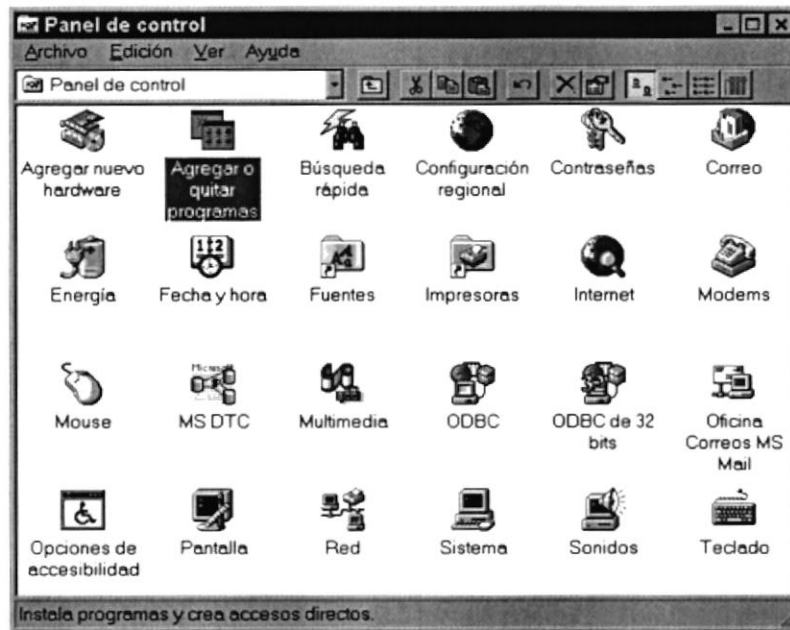 Panel de control
Archivo Edición Ver Ayuda
Panel de control
Agregar nuevo
hardware
Agregar o
quitar
programas
Búsqueda
rápida
Configuración
regional
Contraseñas
Correo
Energía
Fecha y hora
Fuentes
Impresoras
Internet
Modems
Mouse
Microsoft
MS DTC
Multimedia
ODBC
ODBC de 32
bits
Oficina
Correos MS
Mail
Opciones de
accesibilidad
Pantalla
Red
Sistema
Sonidos
Teclado
Instala programas y crea accesos directos.